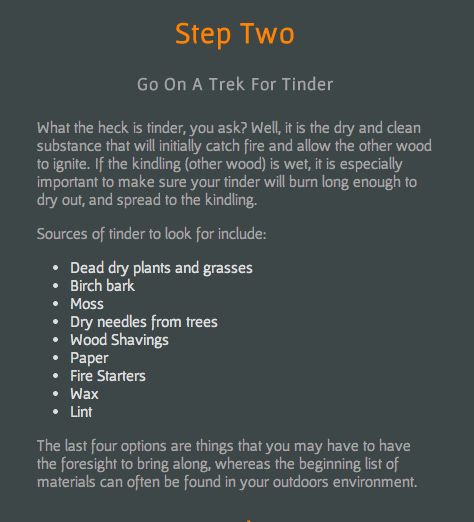 Step Two
Go On A Trek For Tinder
What the heck is tinder, you ask? Well, it is the dry and clean
substance that will initially catch fire and allow the other wood
to ignite. If the kindling (other wood) is wet, it is especially
important to make sure your tinder will burn long enough to
dry out, and spread to the kindling.
Sources of tinder to look for include:
• Dead dry plants and grasses
• Birch bark
• Moss
• Dry needles from trees
• Wood Shavings
• Paper
• Fire Starters
• Wax
• Lint
The last four options are things that you may have to have
the foresight to bring along, whereas the beginning list of
materials can often be found in your outdoors environment.